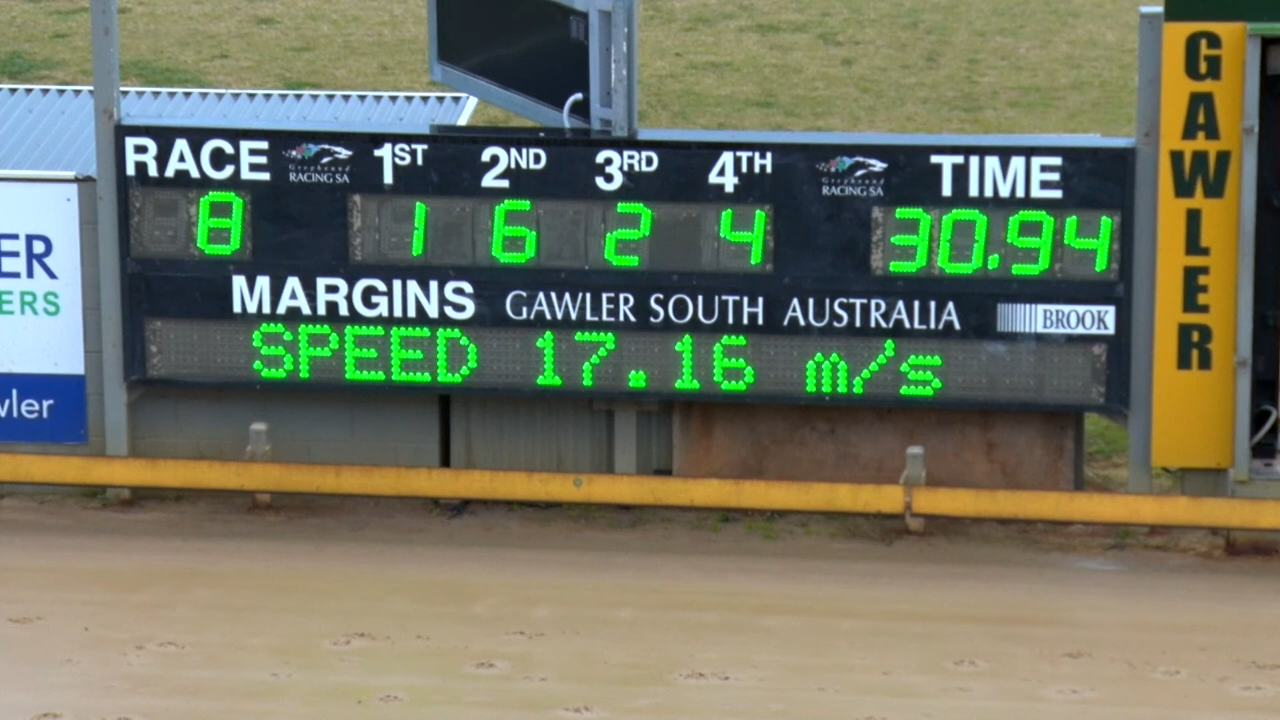 RACE Greyhound RACING SA 1ST 2ND 3RD 4TH Greyhound RACING SA TIME
8 1 6 2 4 30.94
MARGINS GAWLER SOUTH AUSTRALIA BROOK
SPEED 17.16 m/s
GAWLER
ER
ERS
wler